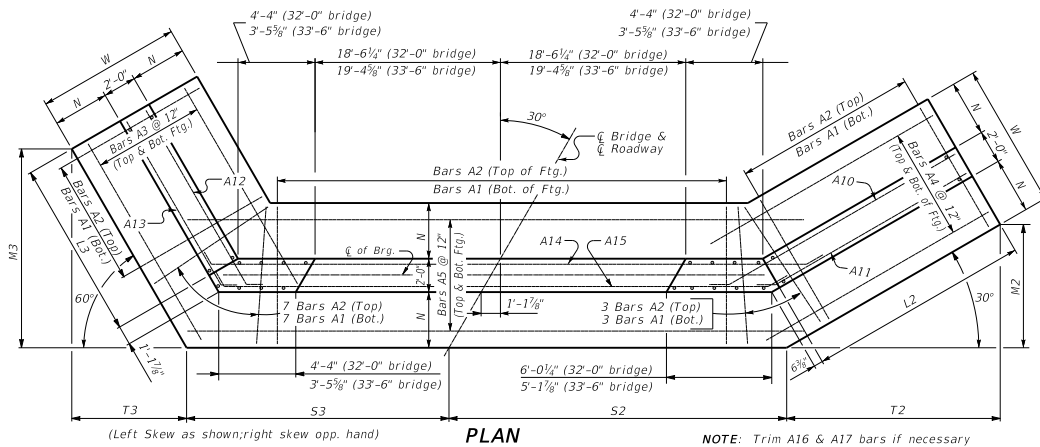 4'-4" (32'-0" bridge)
3'-5⅝" (33'-6" bridge)
4'-4" (32'-0" bridge)
3'-5⅝" (33'-6" bridge)
18'-6¼" (32'-0" bridge)
19'-4⅝" (33'-6" bridge)
18'-6¼" (32'-0" bridge)
19'-4⅝" (33'-6" bridge)
W
N
2'-0"
N
Bars A3 @ 12"
(Top & Bot. Ftg.)
A12
A13
Bars A2 (Top)
Bars A1 (Bot.)
L3
M3
60°
1'-1⅞"
30°
℄ Bridge &
℄ Roadway
Bars A2 (Top of Ftg.)
Bars A1 (Bot. of Ftg.)
℄ of Brg.
N
2'-0"
N
Bars A5 @ 12"
(Top & Bot. Ftg.)
A14
A15
1'-1⅞"
7 Bars A2 (Top)
7 Bars A1 (Bot.)
3 Bars A2 (Top)
3 Bars A1 (Bot.)
Bars A2 (Top)
Bars A1 (Bot.)
N
W
2'-0"
N
Bars A4 @ 12"
(Top & Bot. of Ftg.)
A10
A11
L2
M2
30°
6⅜"
4'-4" (32'-0" bridge)
3'-5⅝" (33'-6" bridge)
6'-0¼" (32'-0" bridge)
5'-1⅞" (33'-6" bridge)
T3
S3
S2
T2
(Left Skew as shown;right skew opp. hand)
PLAN
NOTE: Trim A16 & A17 bars if necessary